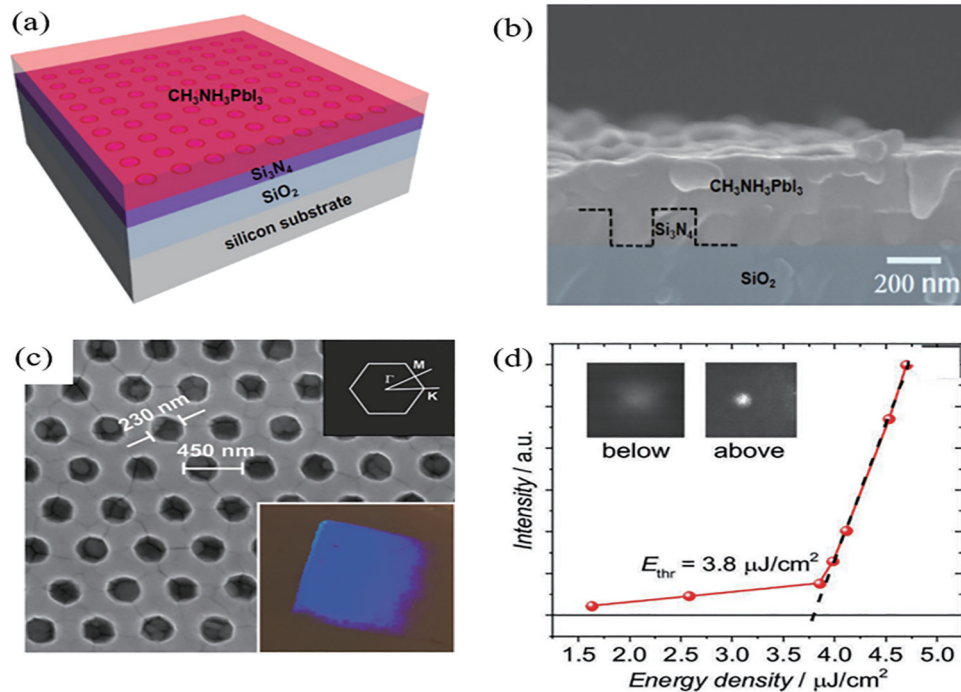 (a)
CH₃NH₃PbI₃
Si₃N₄
SiO₂
silicon substrate
(b)
CH₃NH₃PbI₃
Si₃N₄
SiO₂
200 nm
(c)
230 nm
450 nm
M
Γ
K
(d)
Intensity / a.u.
below
above
E_thr = 3.8 μJ/cm²
1.5 2.0 2.5 3.0 3.5 4.0 4.5 5.0
Energy density / μJ/cm²